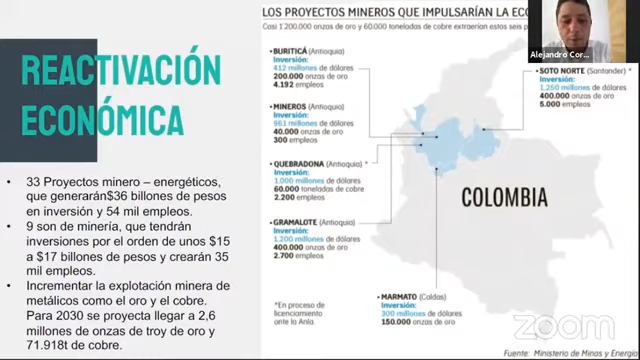 REACTIVACIÓN
ECONÓMICA
• 33 Proyectos minero – energéticos,
que generarán$36 billones de pesos
en inversión y 54 mil empleos.
• 9 son de minería, que tendrán
inversiones por el orden de unos $15
a $17 billones de pesos y crearán 35
mil empleos.
• Incrementar la explotación minera de
metálicos como el oro y el cobre.
Para 2030 se proyecta llegar a 2,6
millones de onzas de troy de oro y
71.918t de cobre.
LOS PROYECTOS MINEROS QUE IMPULSARÍAN LA ECO
Casi 1'200.000 onzas de oro y 60.000 toneladas de cobre extraerían estos seis p
• BURITICÁ (Antioquia)
Inversión:
412 millones de dólares
200.000 onzas de oro
4.192 empleos
• MINEROS (Antioquia)
Inversión:
561 millones de dólares
40.000 onzas de oro
300 empleos
• QUEBRADONA (Antioquia) *
Inversión:
1.000 millones de dólares
60.000 toneladas de cobre
2.200 empleos
• GRAMALOTE (Antioquia)
Inversión:
1,200 millones de dólares
400.000 onzas de oro
2.700 empleos
• SOTO NORTE (Santander) *
Inversión:
1,250 millones de dólares
400.000 onzas de oro
5.000 empleos
COLOMBIA
• MARMATO (Caldas)
Inversión:
300 millones de dólares
150.000 onzas de oro
*En proceso de
licenciamiento
ante la Anla.
Fuente: Ministerio de Minas y Energía
Alejandro Cor...
zoom